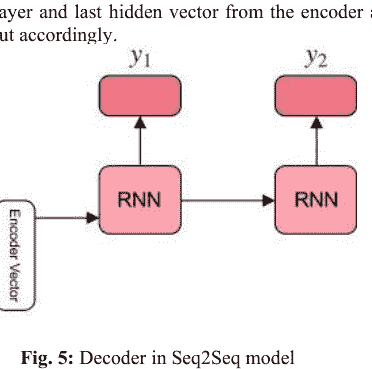 ayer and last hidden vector from the encoder a
ut accordingly.
y1 y2
RNN RNN
Encoder Vector
Fig. 5: Decoder in Seq2Seq model